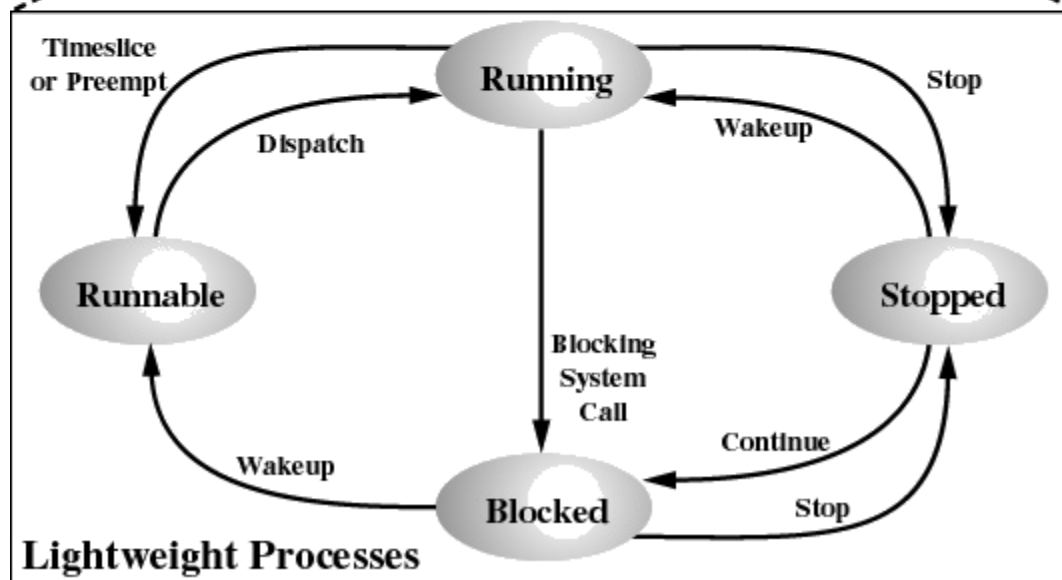 Timeslice
or Preempt
Running
Stop
Wakeup
Dispatch
Runnable
Stopped
Blocking
System
Call
Continue
Wakeup
Stop
Blocked
Lightweight Processes